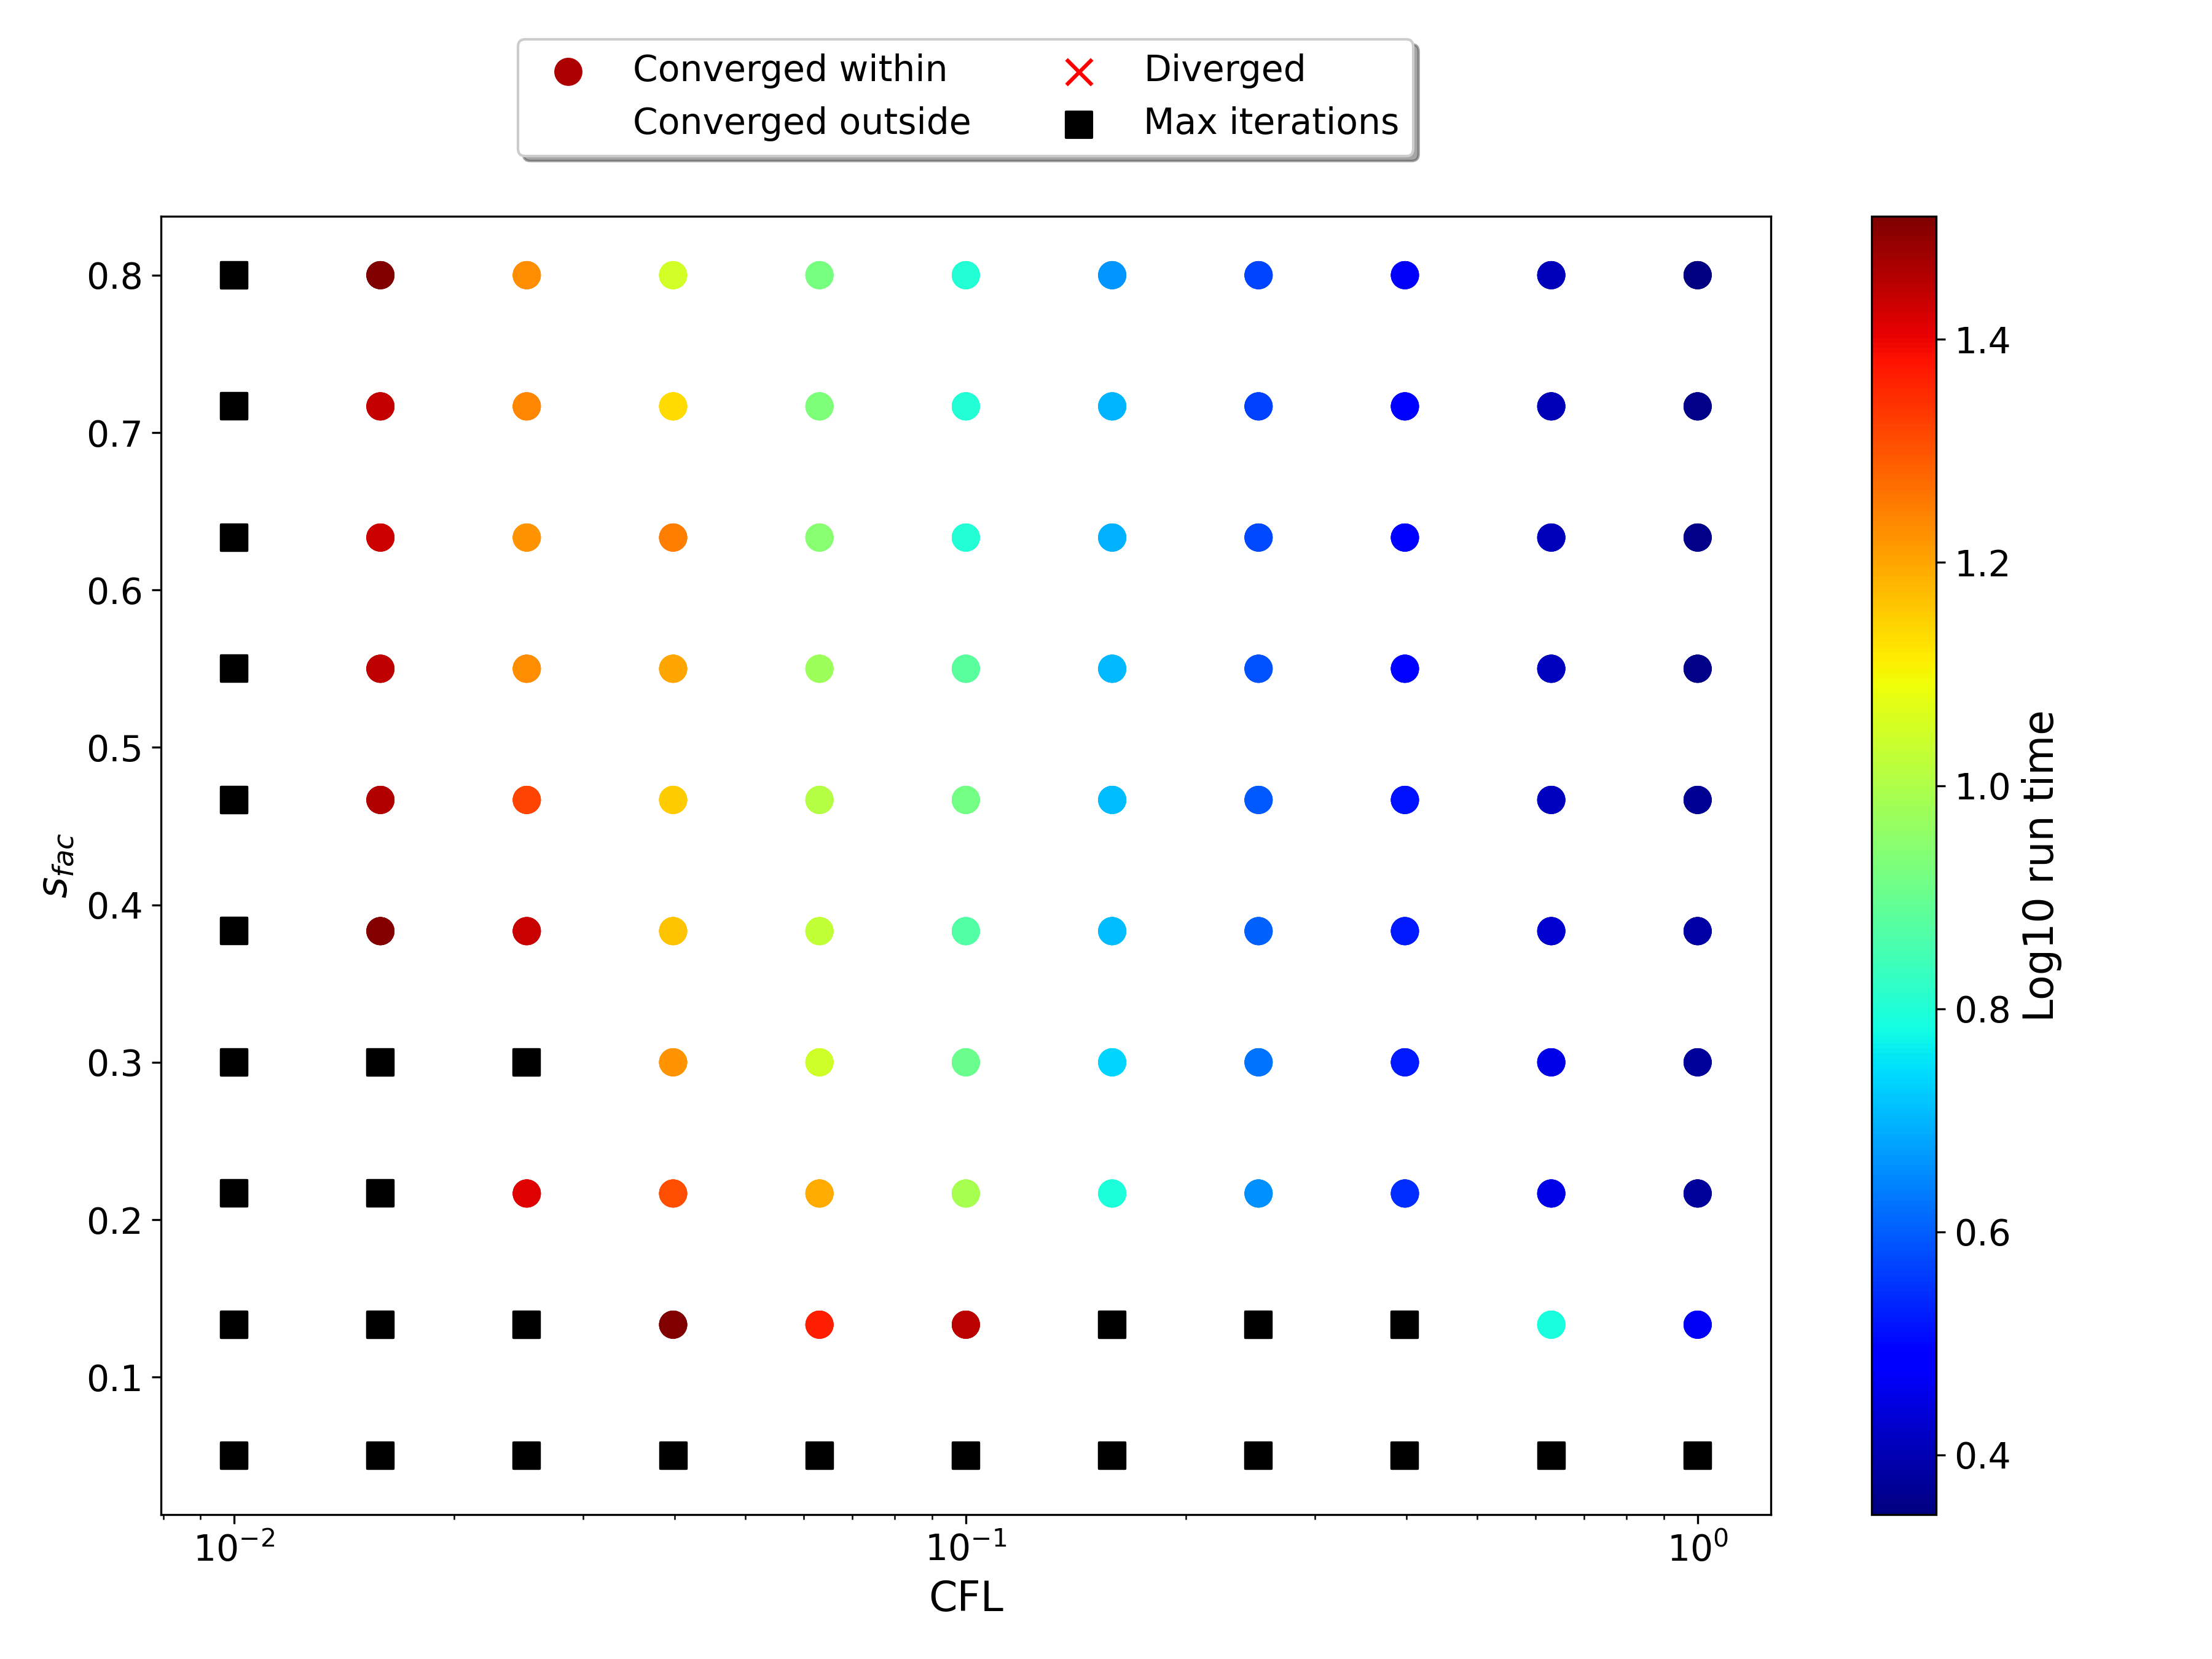 Converged within
Converged outside
Diverged
Max iterations
0.8
0.7
0.6
0.5
0.4
0.3
0.2
0.1
s_fac
10^-2
10^-1
10^0
CFL
1.4
1.2
1.0
0.8
0.6
0.4
Log10 run time